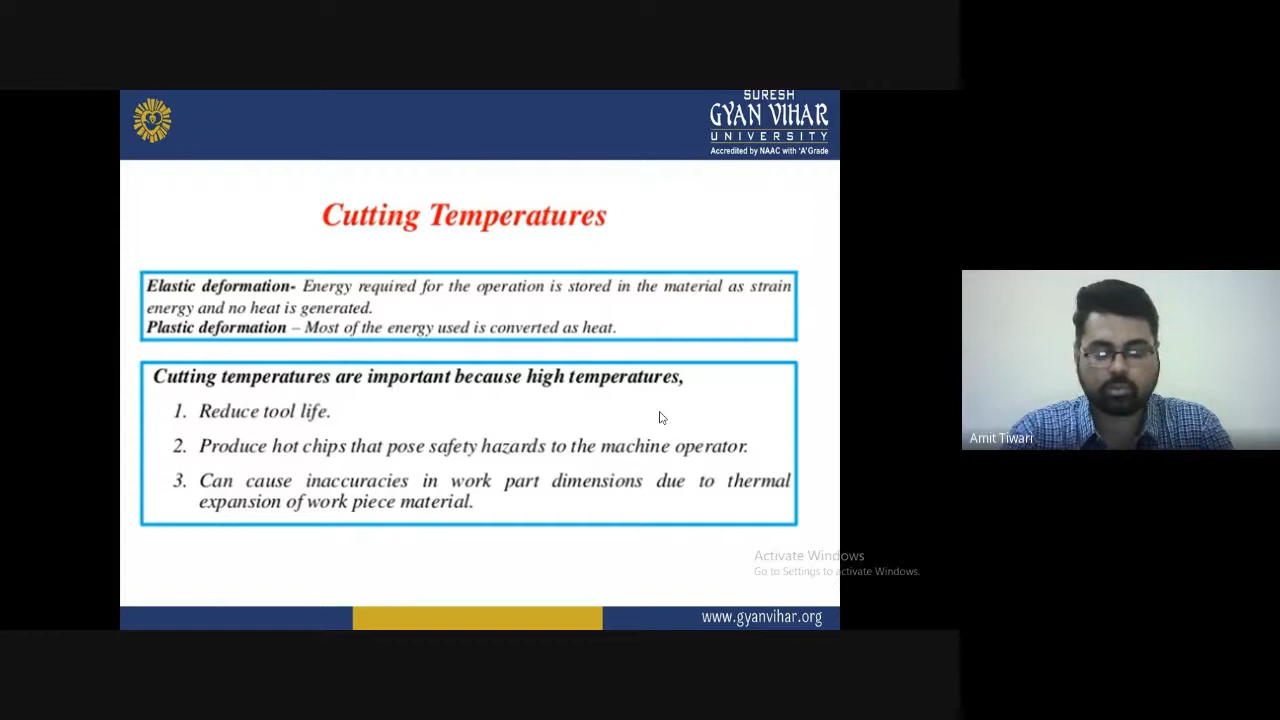 SURESH
GYAN VIHAR
UNIVERSITY
Accredited by NAAC with 'A' Grade
Cutting Temperatures
Elastic deformation- Energy required for the operation is stored in the material as strain
energy and no heat is generated.
Plastic deformation – Most of the energy used is converted as heat.
Cutting temperatures are important because high temperatures,
1. Reduce tool life.
2. Produce hot chips that pose safety hazards to the machine operator.
3. Can cause inaccuracies in work part dimensions due to thermal
expansion of work piece material.
Amit Tiwari
Activate Windows
Go to Settings to activate Windows.
www.gyanvihar.org